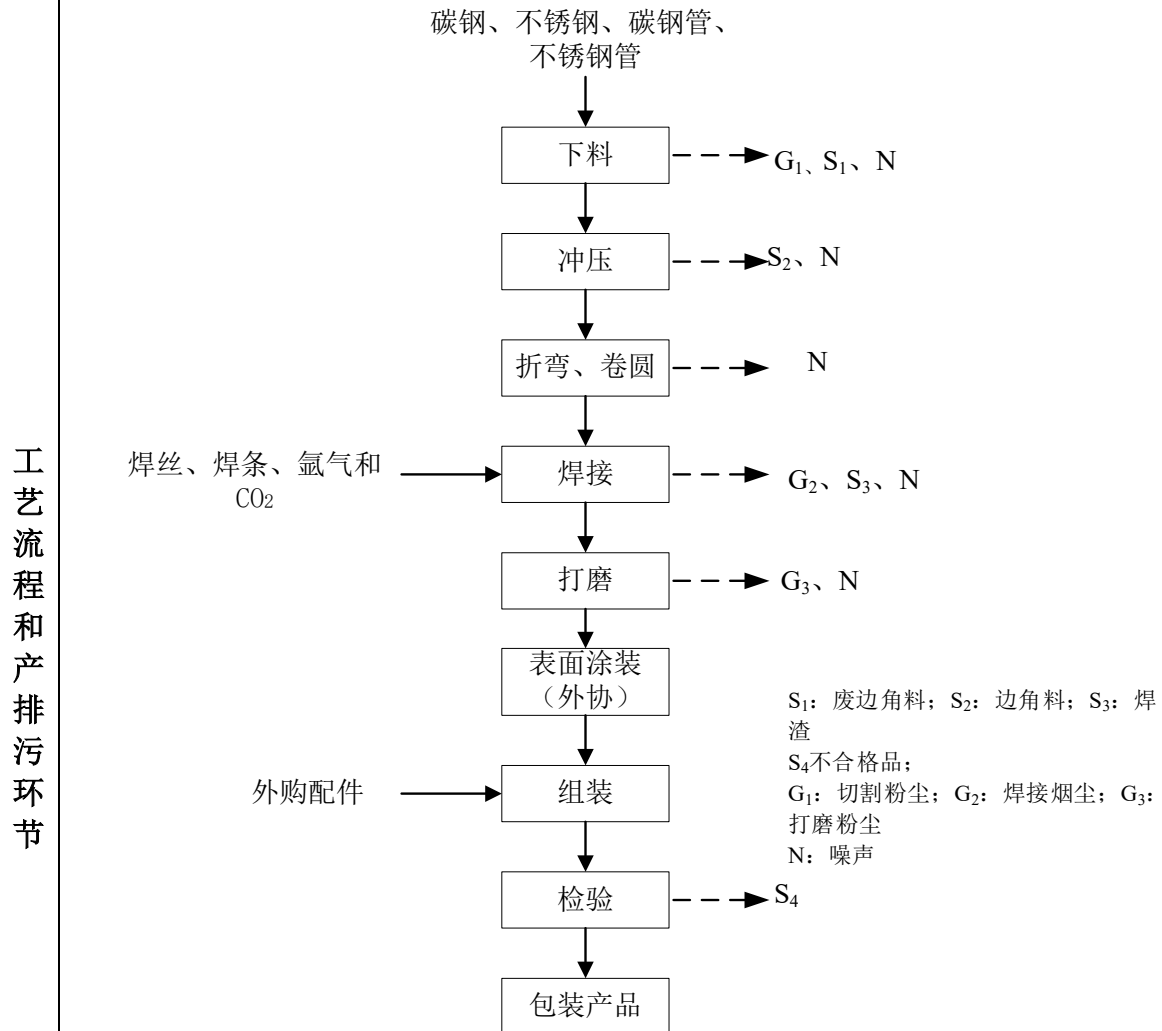 碳钢、不锈钢、碳钢管、
不锈钢管
下料
G₁、S₁、N
冲压
S₂、N
折弯、卷圆
N
焊丝、焊条、氩气和
CO₂
焊接
G₂、S₃、N
打磨
G₃、N
表面涂装
（外协）
外购配件
组装
S₁：废边角料；S₂：边角料；S₃：焊
渣
S₄不合格品；
G₁：切割粉尘；G₂：焊接烟尘；G₃：
打磨粉尘
N：噪声
检验
S₄
包装产品
工艺流程和产排污环节